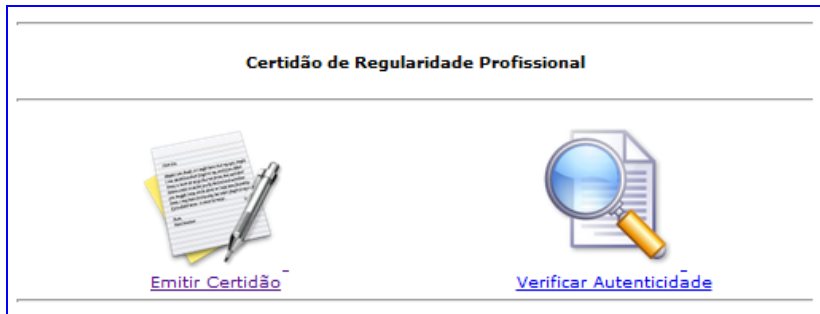 Certidão de Regularidade Profissional
Emitir Certidão
Verificar Autenticidade